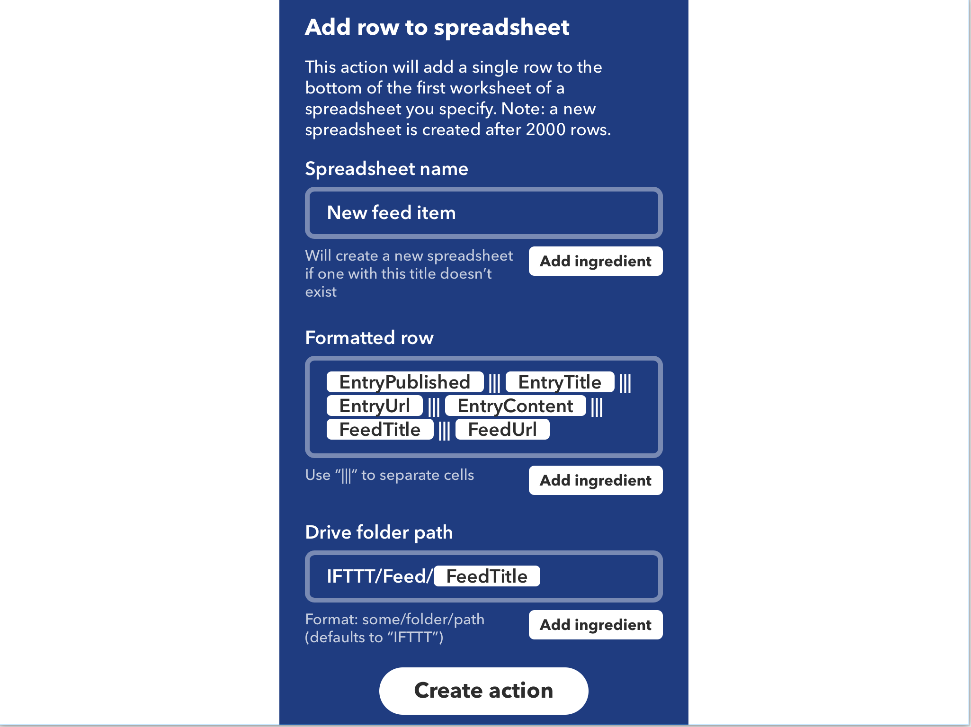 Add row to spreadsheet
This action will add a single row to the
bottom of the first worksheet of a
spreadsheet you specify. Note: a new
spreadsheet is created after 2000 rows.
Spreadsheet name
New feed item
Will create a new spreadsheet
if one with this title doesn’t
exist
Add ingredient
Formatted row
EntryPublished ||| EntryTitle |||
EntryUrl ||| EntryContent |||
FeedTitle ||| FeedUrl
Use “|||” to separate cells
Add ingredient
Drive folder path
IFTTT/Feed/ FeedTitle
Format: some/folder/path
(defaults to “IFTTT”)
Add ingredient
Create action